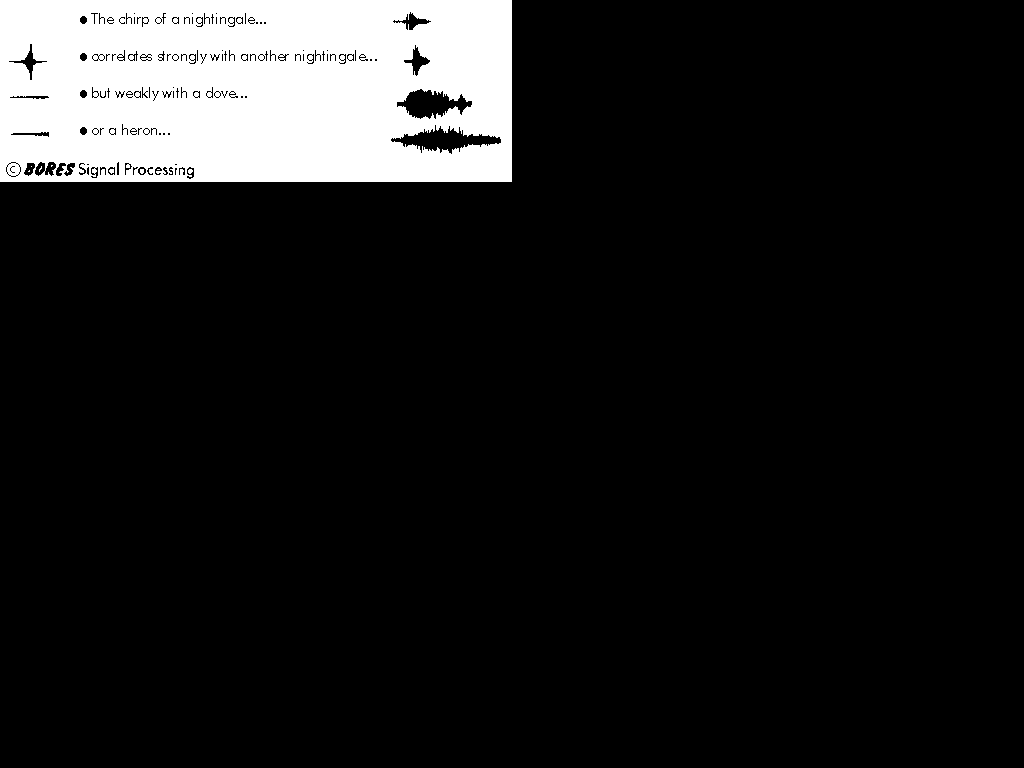 ● The chirp of a nightingale...
● correlates strongly with another nightingale...
● but weakly with a dove...
● or a heron...
© BORES Signal Processing